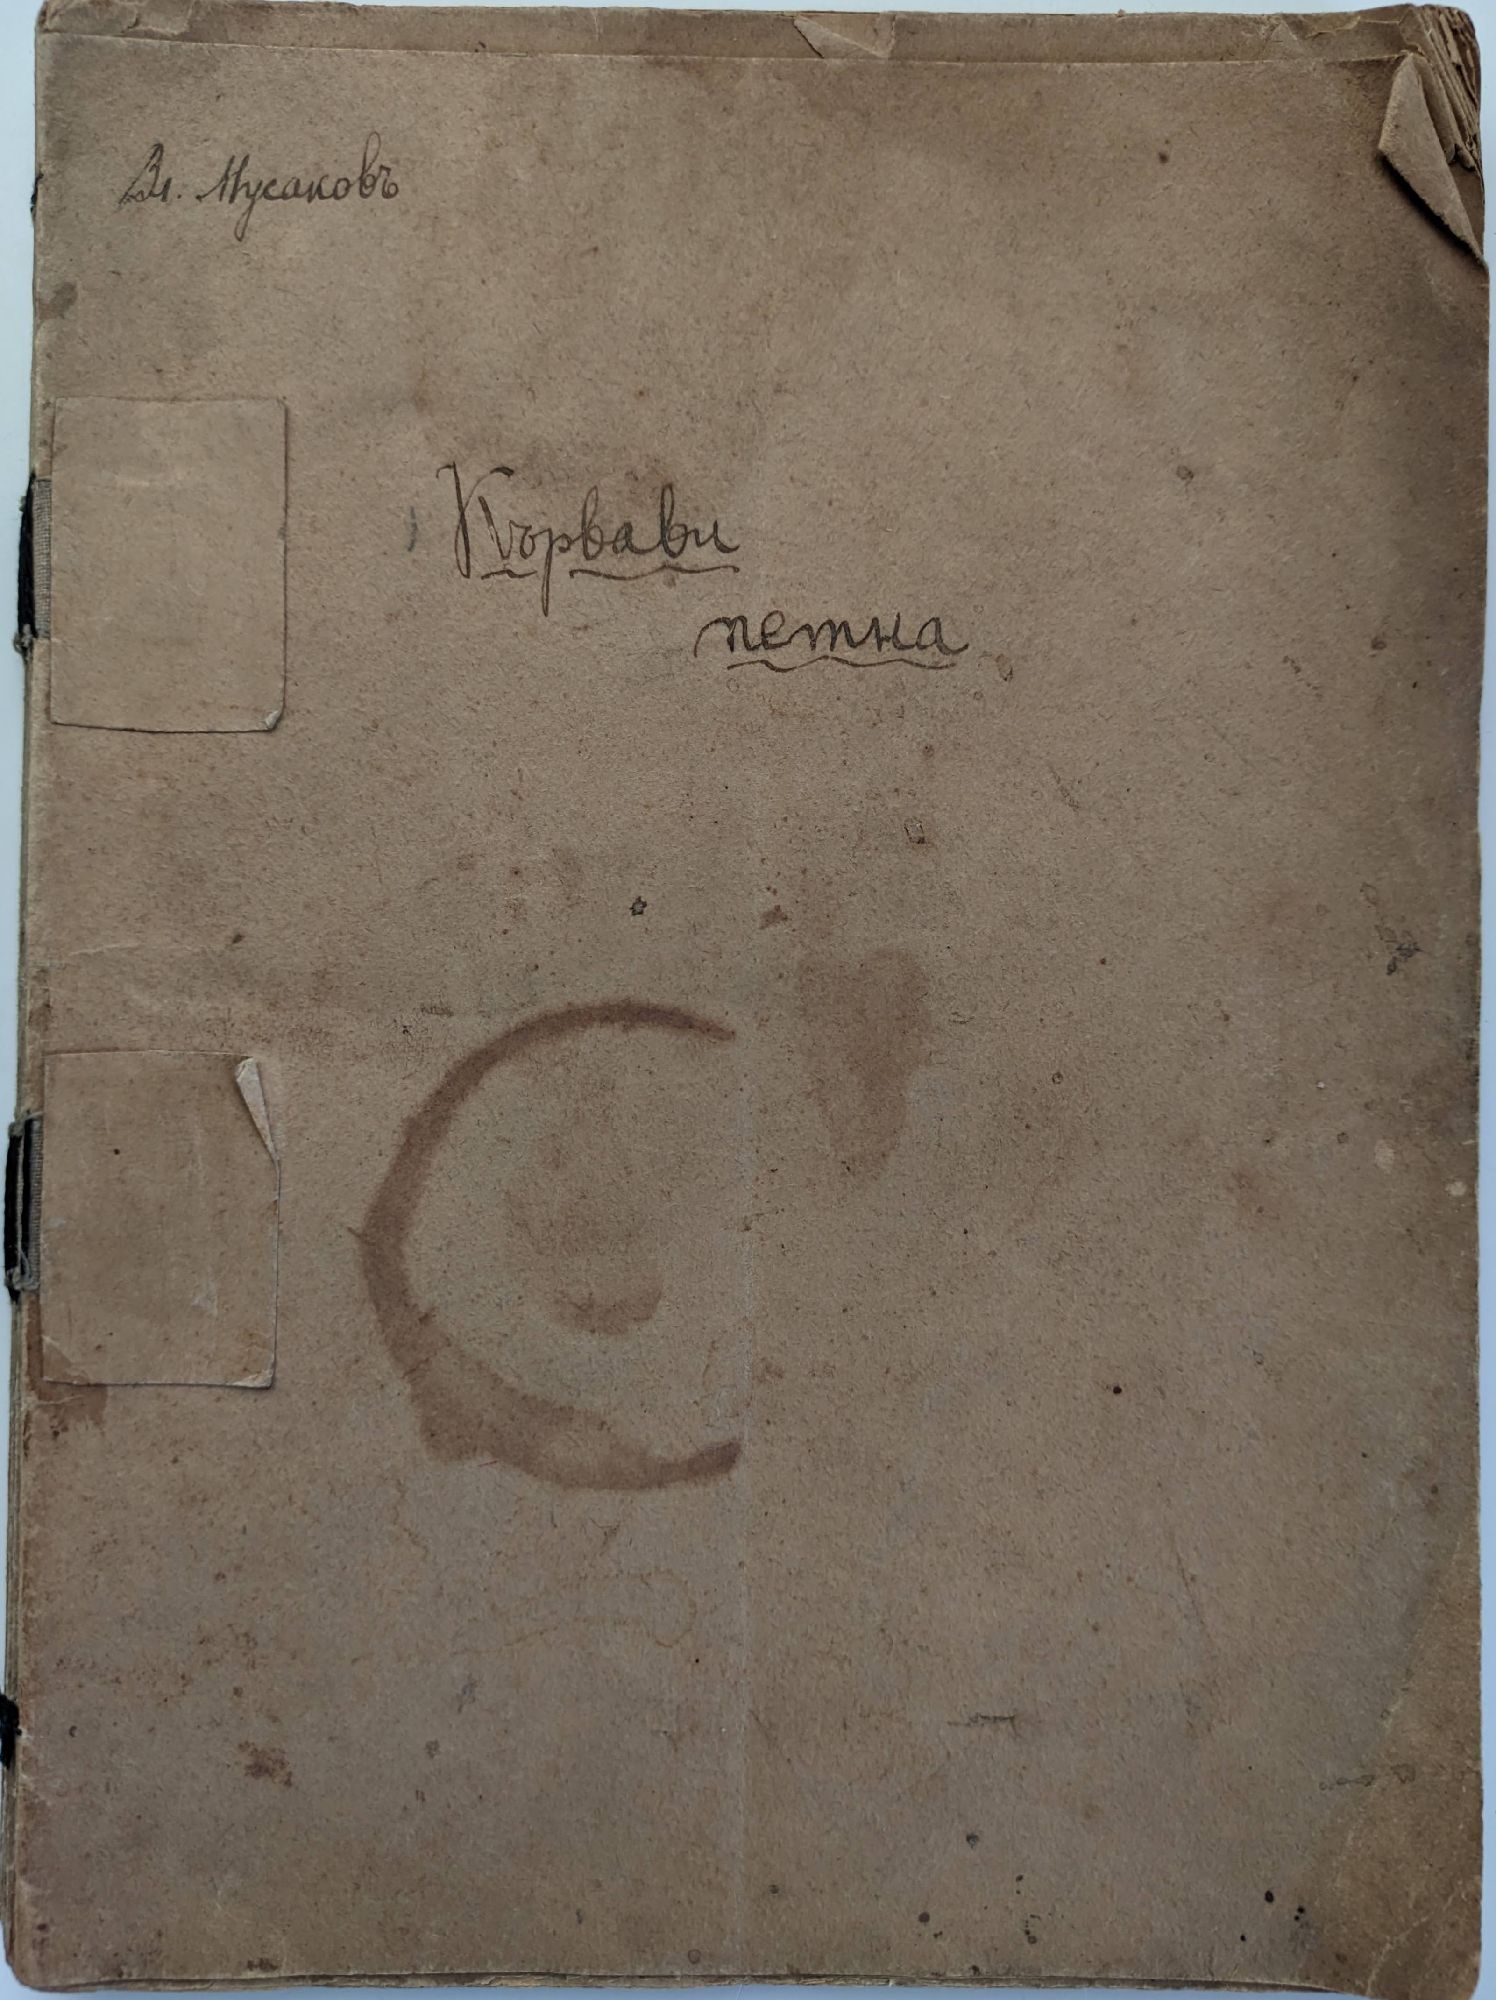 Вл. Мусаковъ
Кървави
петна